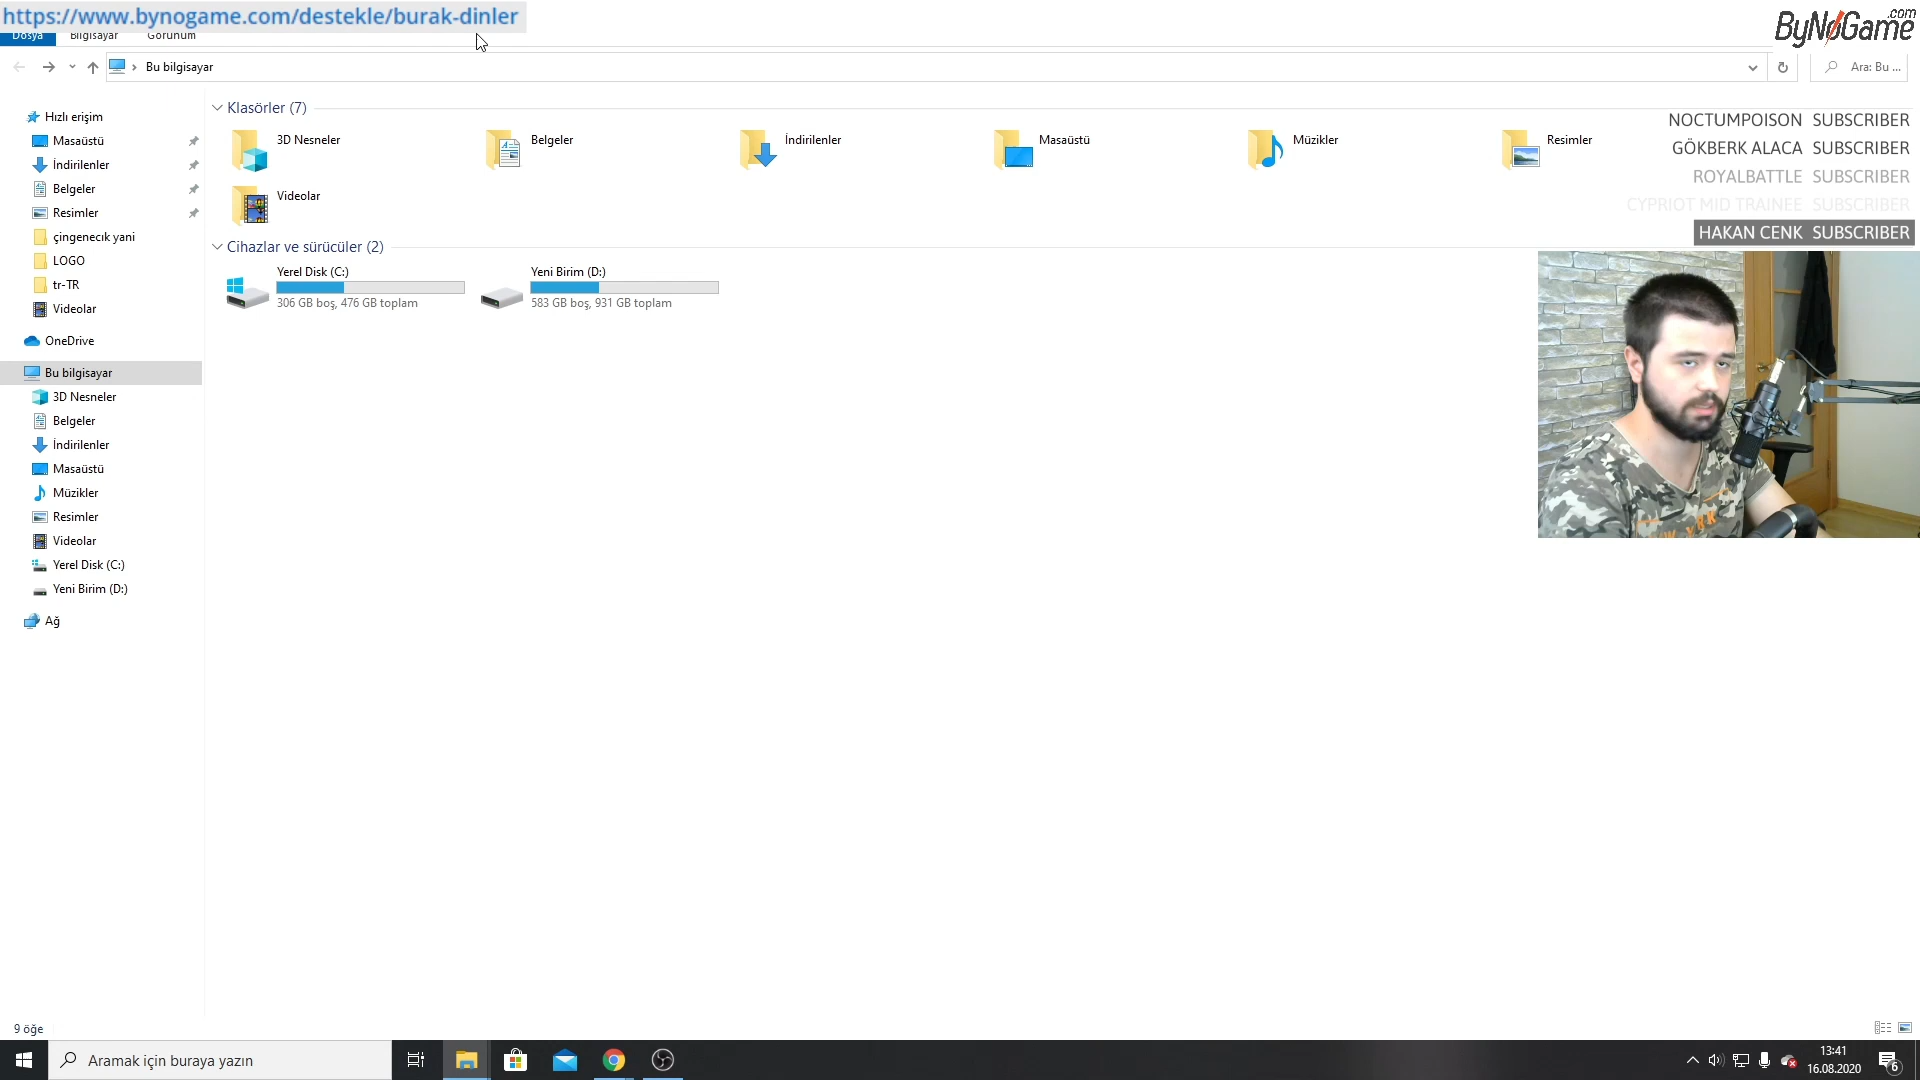 https://www.bynogame.com/destekle/burak-dinler
ByNoGame.com
Dosya Bilgisayar Görünüm
Bu bilgisayar
Ara: Bu ...
Hızlı erişim
Masaüstü
İndirilenler
Belgeler
Resimler
çingenecık yani
LOGO
tr-TR
Videolar
OneDrive
Bu bilgisayar
3D Nesneler
Belgeler
İndirilenler
Masaüstü
Müzikler
Resimler
Videolar
Yerel Disk (C:)
Yeni Birim (D:)
Ağ
Klasörler (7)
3D Nesneler
Belgeler
İndirilenler
Masaüstü
Müzikler
Resimler
Videolar
Cihazlar ve sürücüler (2)
Yerel Disk (C:)
306 GB boş, 476 GB toplam
Yeni Birim (D:)
583 GB boş, 931 GB toplam
NOCTUMPOISON SUBSCRIBER
GÖKBERK ALACA SUBSCRIBER
ROYALBATTLE SUBSCRIBER
CYPRIOT MID TRAINEE SUBSCRIBER
HAKAN CENK SUBSCRIBER
9 öğe
Aramak için buraya yazın
13:41
16.08.2020
6